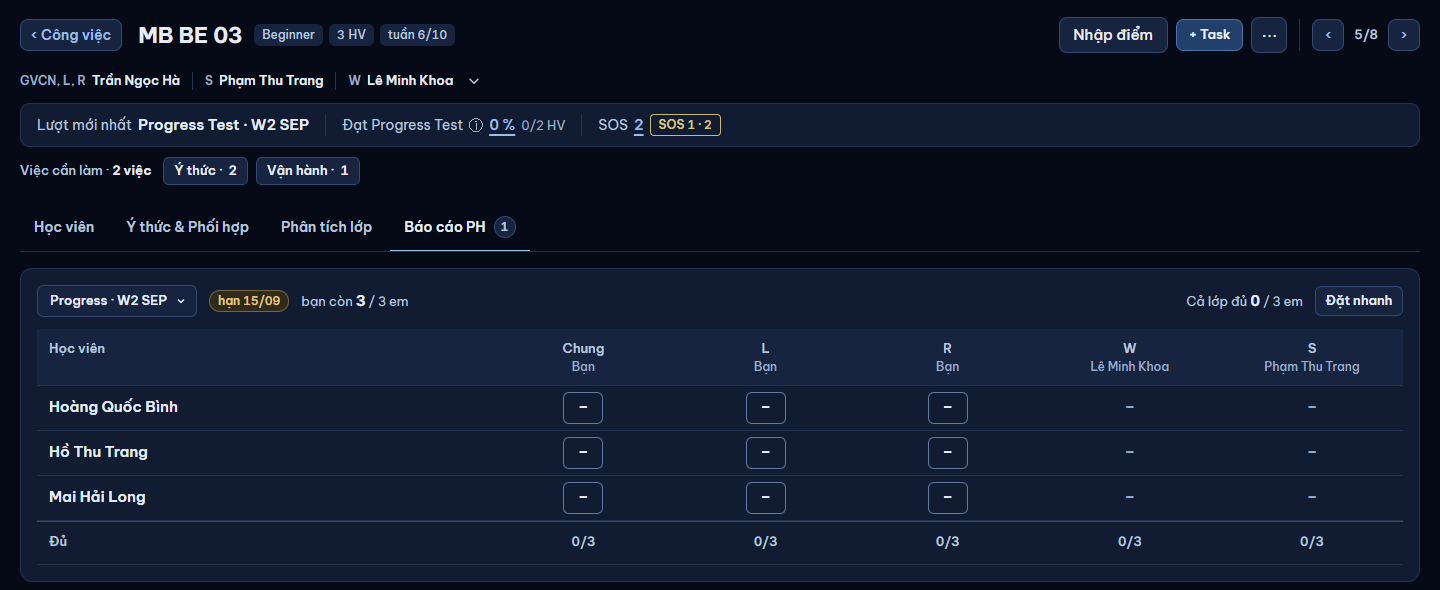 ‹ Công việc MB BE 03 Beginner 3 HV tuần 6/10 Nhập điểm + Task ... ‹ 5/8 ›
GVCN, L, R Trần Ngọc Hà S Phạm Thu Trang W Lê Minh Khoa
Lượt mới nhất Progress Test · W2 SEP Đạt Progress Test ⓘ 0 % 0/2 HV SOS 2 SOS 1 · 2
Việc cần làm · 2 việc Ý thức · 2 Vận hành · 1
Học viên Ý thức & Phối hợp Phân tích lớp Báo cáo PH 1
Progress · W2 SEP hạn 15/09 bạn còn 3 / 3 em Cả lớp đủ 0 / 3 em Đặt nhanh
Học viên Chung L R W S
Bạn Bạn Bạn Lê Minh Khoa Phạm Thu Trang
Hoàng Quốc Bình – – – – –
Hồ Thu Trang – – – – –
Mai Hải Long – – – – –
Đủ 0/3 0/3 0/3 0/3 0/3